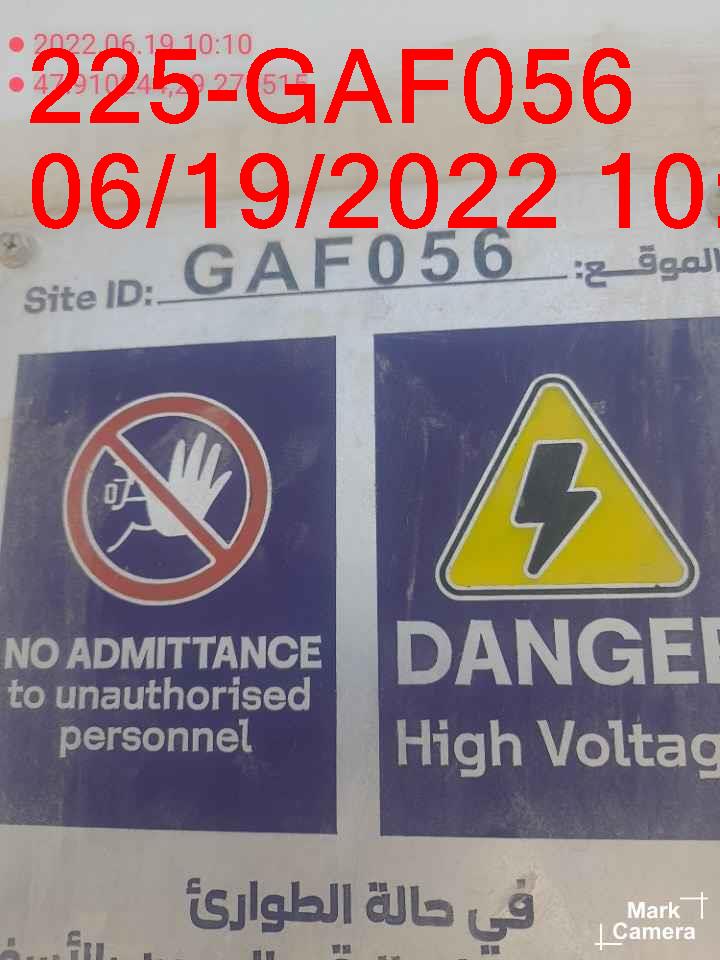 2022.06.19 10:10
225-GAF056
06/19/2022 10:
Site ID: GAF056 الموقع:
NO ADMITTANCE
to unauthorised
personnel
DANGER
High Voltag
في حالة الطوارئ
Mark
Camera